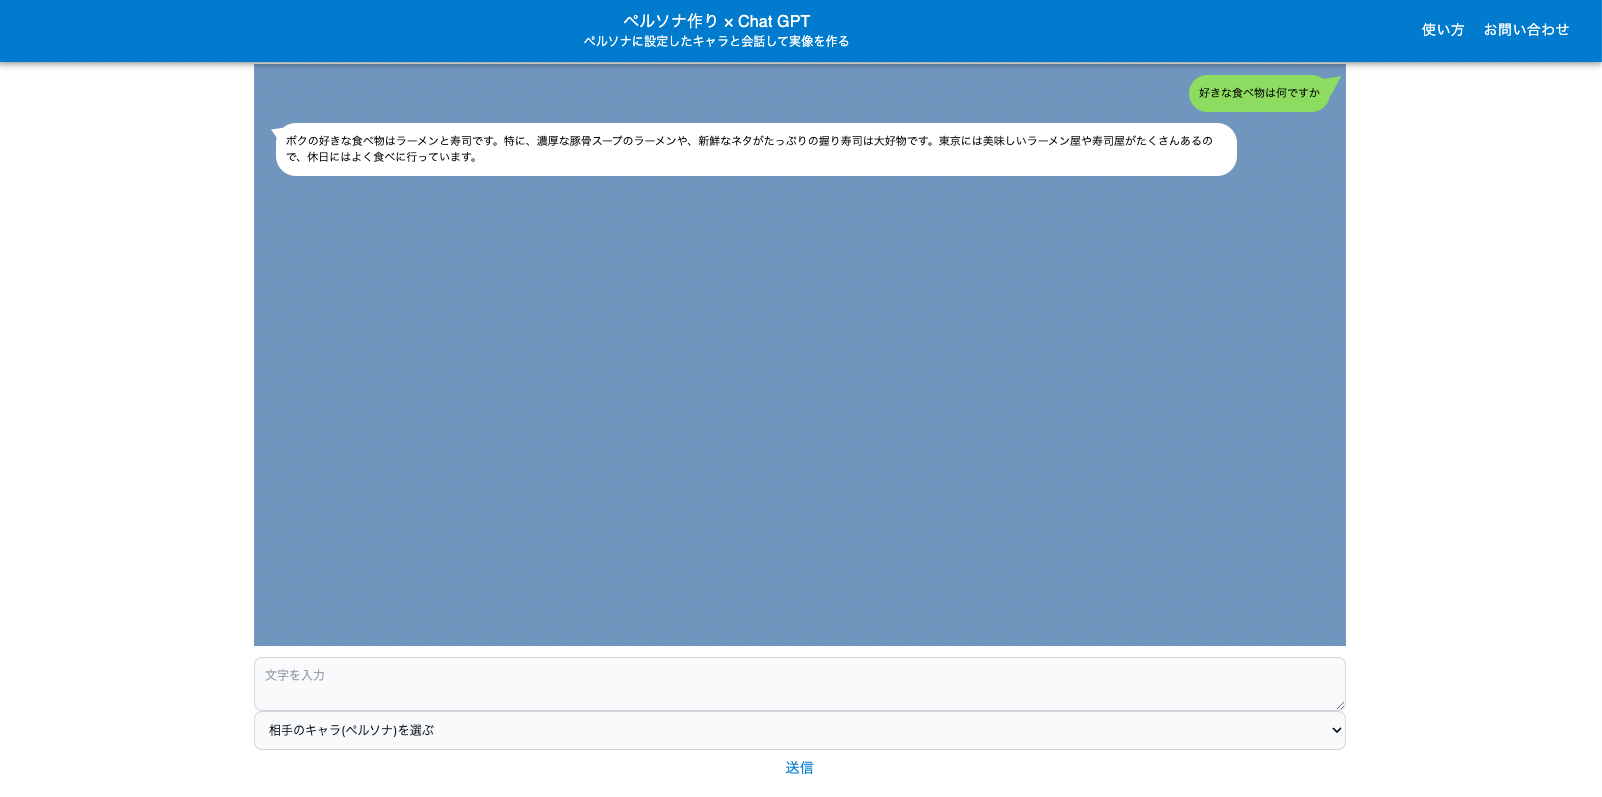 ペルソナ作り × Chat GPT
ペルソナに設定したキャラと会話して実像を作る
使い方 お問い合わせ
好きな食べ物は何ですか
ボクの好きな食べ物はラーメンと寿司です。特に、濃厚な豚骨スープのラーメンや、新鮮なネタがたっぷりの握り寿司は大好物です。東京には美味しいラーメン屋や寿司屋がたくさんあるの
で、休日にはよく食べに行っています。
文字を入力
相手のキャラ(ペルソナ)を選ぶ
送信